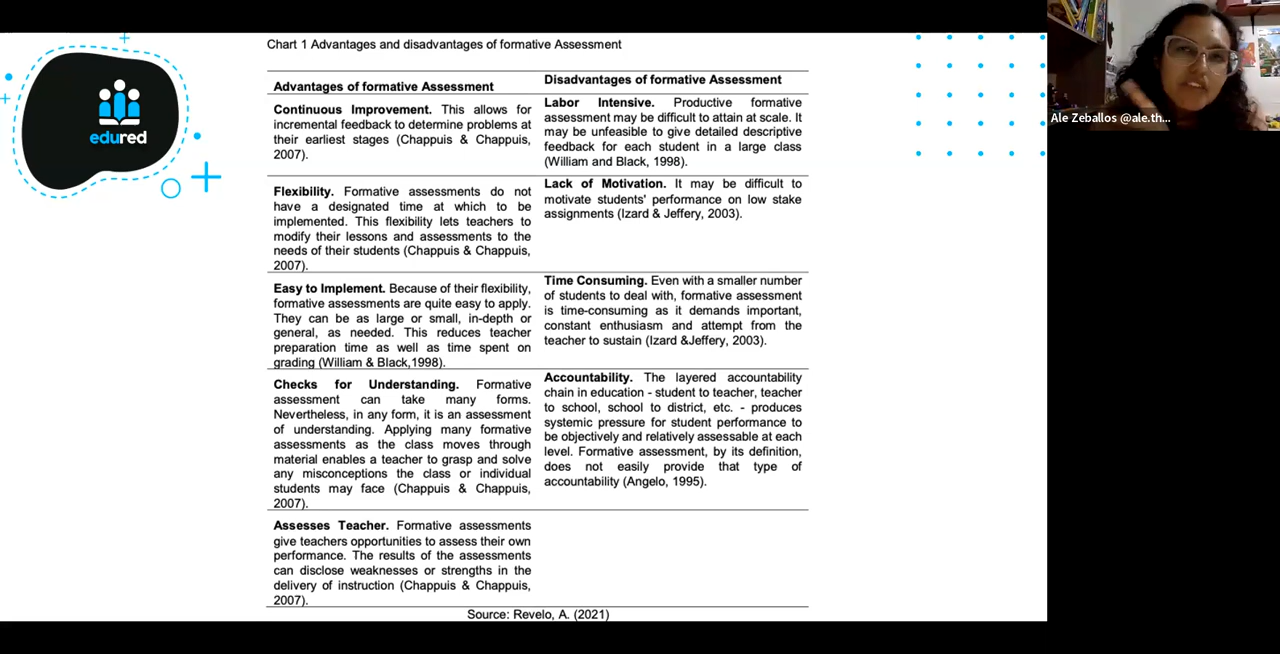 Chart 1 Advantages and disadvantages of formative Assessment
edured
Ale Zeballos @ale.th...
Advantages of formative Assessment
Continuous Improvement. This allows for
incremental feedback to determine problems at
their earliest stages (Chappuis & Chappuis,
2007).
Flexibility. Formative assessments do not
have a designated time at which to be
implemented. This flexibility lets teachers to
modify their lessons and assessments to the
needs of their students (Chappuis & Chappuis,
2007).
Easy to Implement. Because of their flexibility,
formative assessments are quite easy to apply.
They can be as large or small, in-depth or
general, as needed. This reduces teacher
preparation time as well as time spent on
grading (William & Black,1998).
Checks for Understanding. Formative
assessment can take many forms.
Nevertheless, in any form, it is an assessment
of understanding. Applying many formative
assessments as the class moves through
material enables a teacher to grasp and solve
any misconceptions the class or individual
students may face (Chappuis & Chappuis,
2007).
Assesses Teacher. Formative assessments
give teachers opportunities to assess their own
performance. The results of the assessments
can disclose weaknesses or strengths in the
delivery of instruction (Chappuis & Chappuis,
2007).
Disadvantages of formative Assessment
Labor Intensive. Productive formative
assessment may be difficult to attain at scale. It
may be unfeasible to give detailed descriptive
feedback for each student in a large class
(William and Black, 1998).
Lack of Motivation. It may be difficult to
motivate students' performance on low stake
assignments (Izard & Jeffery, 2003).
Time Consuming. Even with a smaller number
of students to deal with, formative assessment
is time-consuming as it demands important,
constant enthusiasm and attempt from the
teacher to sustain (Izard &Jeffery, 2003).
Accountability. The layered accountability
chain in education - student to teacher, teacher
to school, school to district, etc. - produces
systemic pressure for student performance to
be objectively and relatively assessable at each
level. Formative assessment, by its definition,
does not easily provide that type of
accountability (Angelo, 1995).
Source: Revelo, A. (2021)